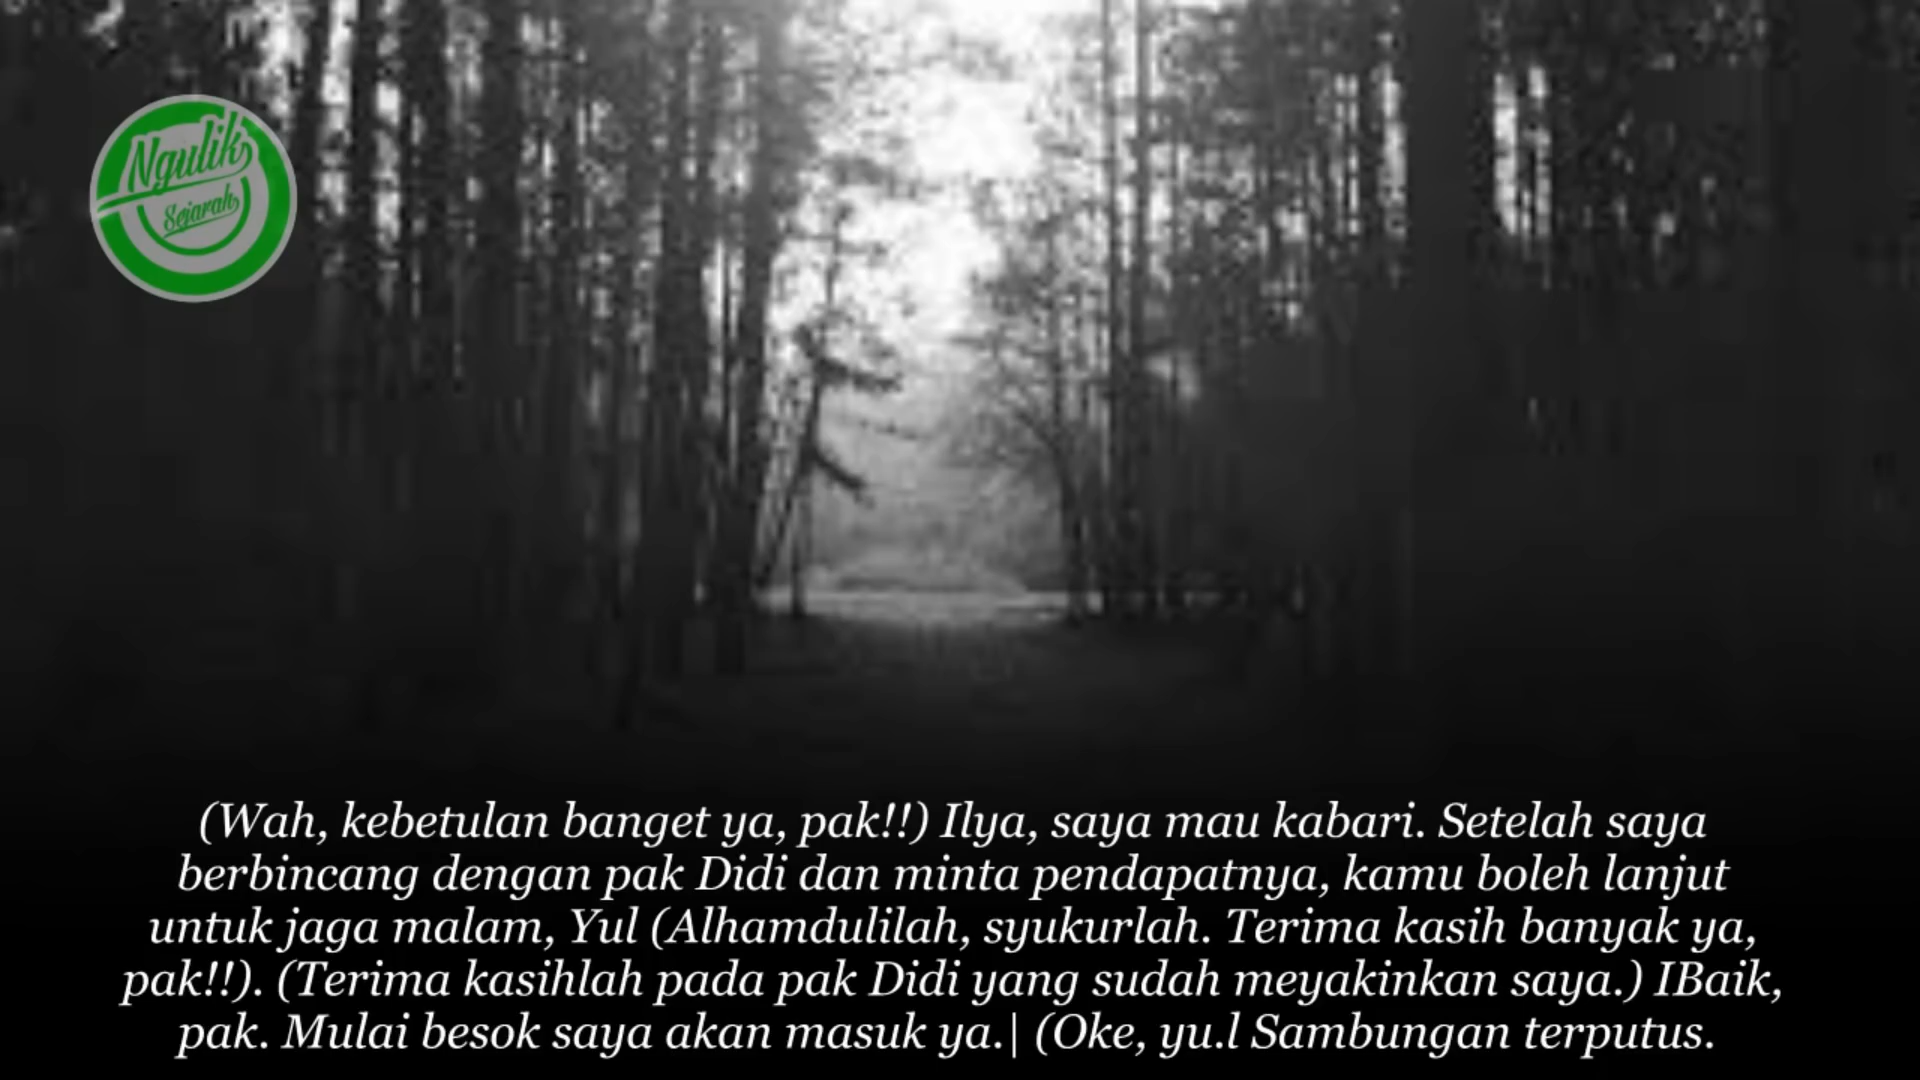 Ngulik
Sejarah
(Wah, kebetulan banget ya, pak!!) Ilya, saya mau kabari. Setelah saya
berbincang dengan pak Didi dan minta pendapatnya, kamu boleh lanjut
untuk jaga malam, Yul (Alhamdulilah, syukurlah. Terima kasih banyak ya,
pak!!). (Terima kasihlah pada pak Didi yang sudah meyakinkan saya.) IBaik,
pak. Mulai besok saya akan masuk ya.| (Oke, yu.l Sambungan terputus.